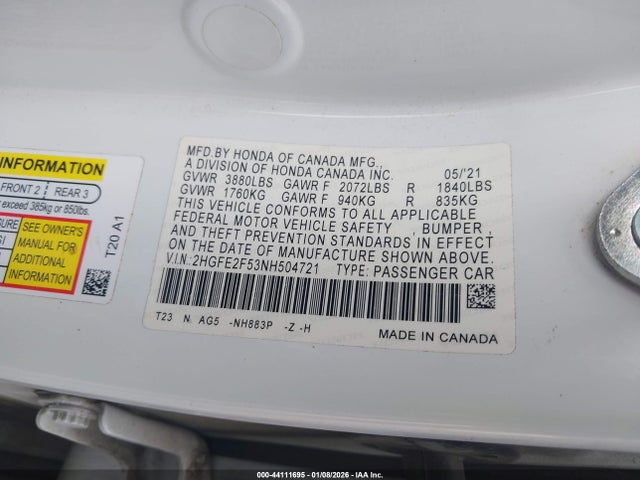 INFORMATION
FRONT 2 REAR 3
exceed 385kg or 850lbs.
SEE OWNER'S
MANUAL FOR
ADDITIONAL
INFORMATION
T20 A1
MFD.BY HONDA OF CANADA MFG.,
A DIVISION OF HONDA CANADA INC. 05/'21
GVWR 3880LBS GAWR F 2072LBS R 1840LBS
GVWR 1760KG GAWR F 940KG R 835KG
THIS VEHICLE CONFORMS TO ALL APPLICABLE
FEDERAL MOTOR VEHICLE SAFETY , BUMPER ,
AND THEFT PREVENTION STANDARDS IN EFFECT
ON THE DATE OF MANUFACTURE SHOWN ABOVE.
V.I.N.:2HGFE2F53NH504721 TYPE: PASSENGER CAR
T23 N AG5 -NH883P -Z -H
MADE IN CANADA
000-44111695 - 01/08/2026 - IAA Inc.